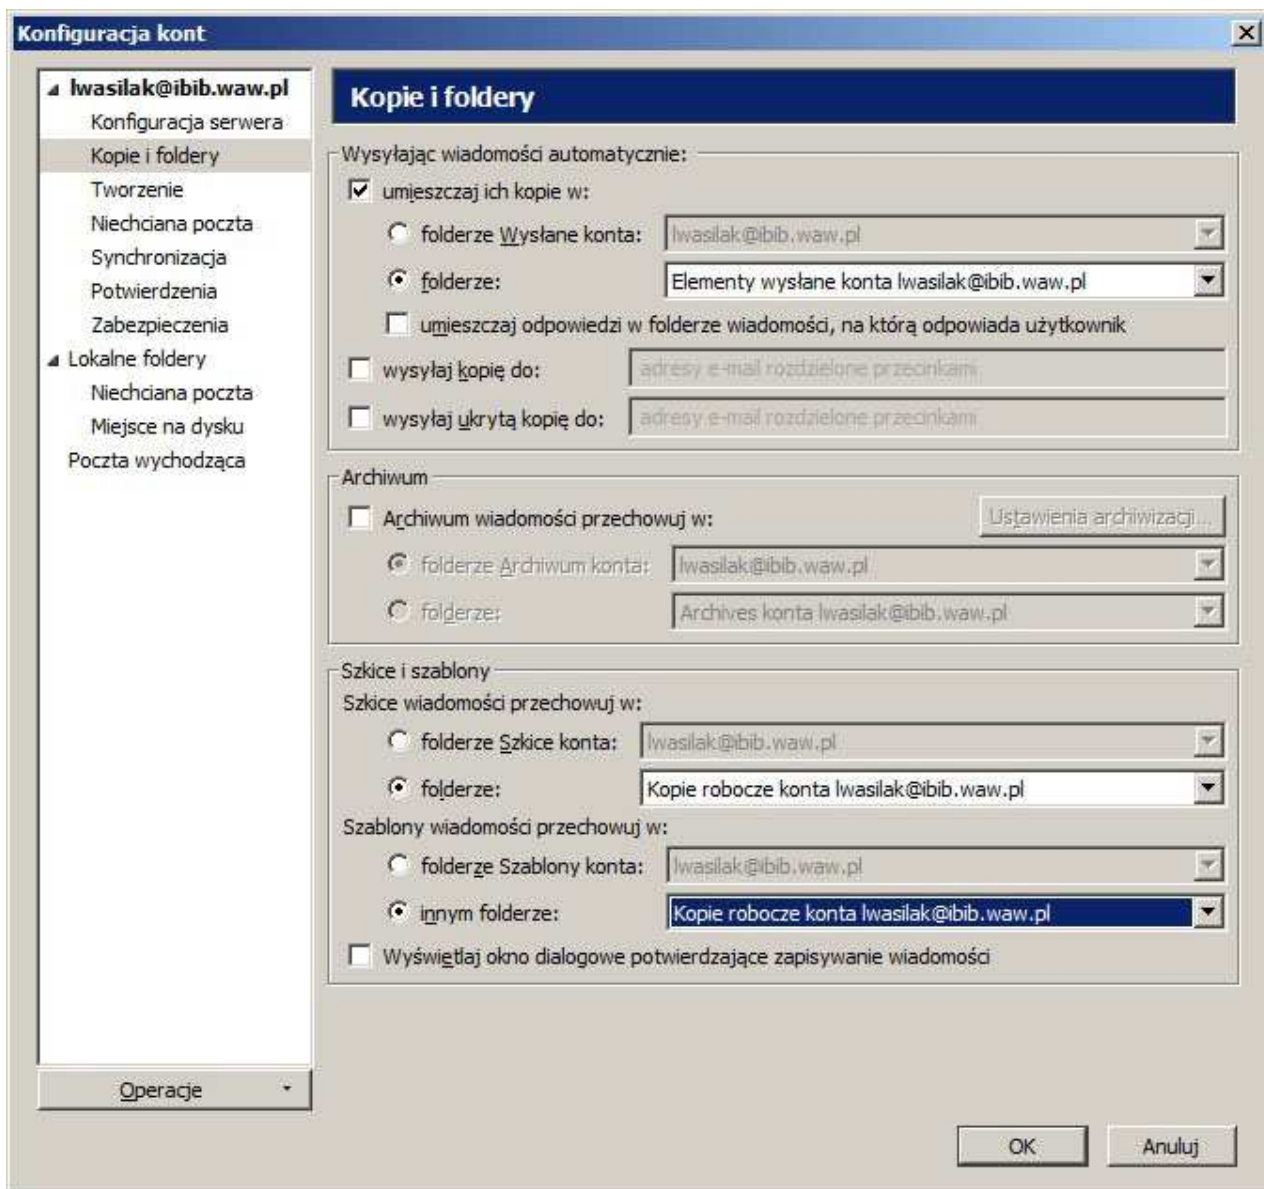 Konfiguracja kont
lwasilak@ibib.waw.pl
Konfiguracja serwera
Kopie i foldery
Tworzenie
Niechciana poczta
Synchronizacja
Potwierdzenia
Zabezpieczenia
Lokalne foldery
Niechciana poczta
Miejsce na dysku
Poczta wychodząca
Operacje
Kopie i foldery
Wysyłając wiadomości automatycznie:
umieszczaj ich kopie w:
folderze Wysłane konta: lwasilak@ibib.waw.pl
folderze: Elementy wysłane konta lwasilak@ibib.waw.pl
umieszczaj odpowiedzi w folderze wiadomości, na którą odpowiada użytkownik
wysyłaj kopię do: adresy e-mail rozdzielone przecinkami
wysyłaj ukrytą kopię do: adresy e-mail rozdzielone przecinkami
Archiwum
Archiwum wiadomości przechowuj w: Ustawienia archiwizacji...
folderze Archiwum konta: lwasilak@ibib.waw.pl
folderze: Archives konta lwasilak@ibib.waw.pl
Szkice i szablony
Szkice wiadomości przechowuj w:
folderze Szkice konta: lwasilak@ibib.waw.pl
folderze: Kopie robocze konta lwasilak@ibib.waw.pl
Szablony wiadomości przechowuj w:
folderze Szablony konta: lwasilak@ibib.waw.pl
innym folderze: Kopie robocze konta lwasilak@ibib.waw.pl
Wyświetlaj okno dialogowe potwierdzające zapisywanie wiadomości
OK Anuluj